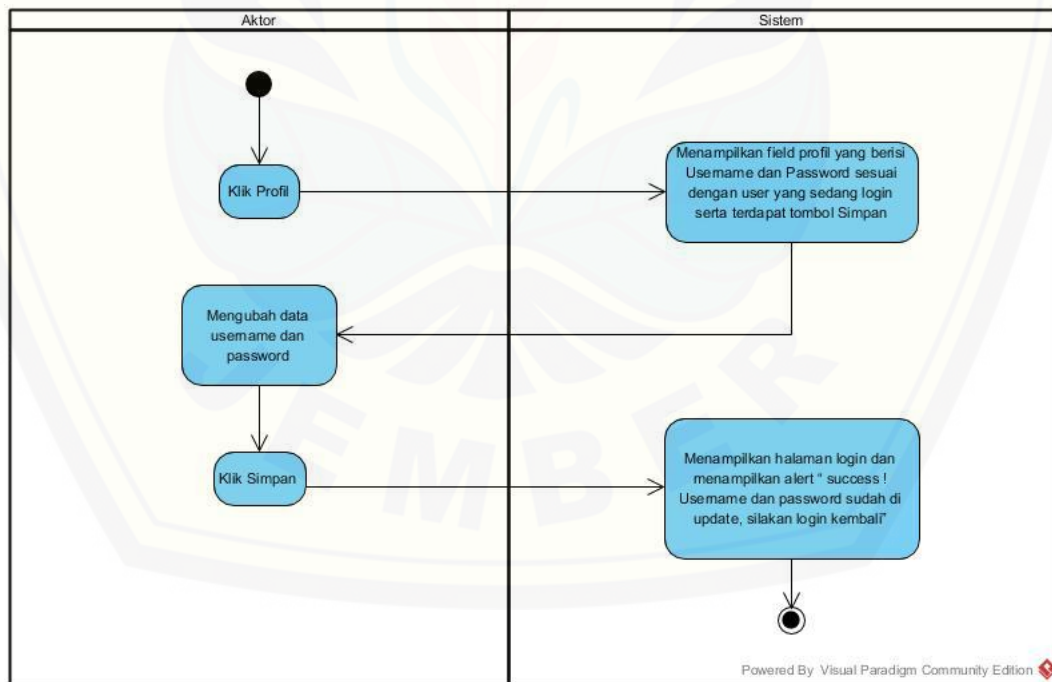 Aktor
Sistem
Klik Profil
Menampilkan field profil yang berisi
Username dan Password sesuai
dengan user yang sedang login
serta terdapat tombol Simpan
Mengubah data
username dan
password
Klik Simpan
Menampilkan halaman login dan
menampilkan alert “ success !
Username dan password sudah di
update, silakan login kembali”
JEMBER
Powered By Visual Paradigm Community Edition